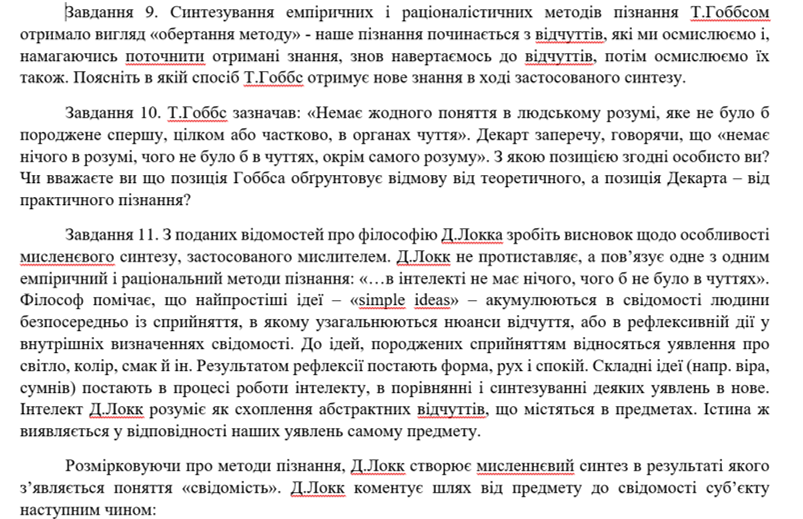 Завдання 9. Синтезування емпіричних і раціоналістичних методів пізнання Т.Гоббсом
отримало вигляд «обертання методу» - наше пізнання починається з відчуттів, які ми осмислюємо і,
намагаючись поточнити отримані знання, знов навертаємось до відчуттів, потім осмислюємо їх
також. Поясніть в якій спосіб Т.Гоббс отримує нове знання в ході застосованого синтезу.
Завдання 10. Т.Гоббс зазначав: «Немає жодного поняття в людському розумі, яке не було б
породжене спершу, цілком або частково, в органах чуття». Декарт заперечу, говорячи, що «немає
нічого в розумі, чого не було б в чуттях, окрім самого розуму». З якою позицією згодні особисто ви?
Чи вважаєте ви що позиція Гоббса обґрунтовує відмову від теоретичного, а позиція Декарта – від
практичного пізнання?
Завдання 11. З поданих відомостей про філософію Д.Локка зробіть висновок щодо особливості
мисленєвого синтезу, застосованого мислителем. Д.Локк не протиставляє, а пов’язує одне з одним
емпіричний і раціональний методи пізнання: «…в інтелекті не має нічого, чого б не було в чуттях».
Філософ помічає, що найпростіші ідеї – «simple ideas» – акумулюються в свідомості людини
безпосередньо із сприйняття, в якому узагальнюються нюанси відчуття, або в рефлексивній дії у
внутрішніх визначеннях свідомості. До ідей, породжених сприйняттям відносяться уявлення про
світло, колір, смак й ін. Результатом рефлексії постають форма, рух і спокій. Складні ідеї (напр. віра,
сумнів) постають в процесі роботи інтелекту, в порівнянні і синтезуванні деяких уявлень в нове.
Інтелект Д.Локк розуміє як схоплення абстрактних відчуттів, що містяться в предметах. Істина ж
виявляється у відповідності наших уявлень самому предмету.
Розмірковуючи про методи пізнання, Д.Локк створює мисленнєвий синтез в результаті якого
з’являється поняття «свідомість». Д.Локк коментує шлях від предмету до свідомості суб’єкту
наступним чином: